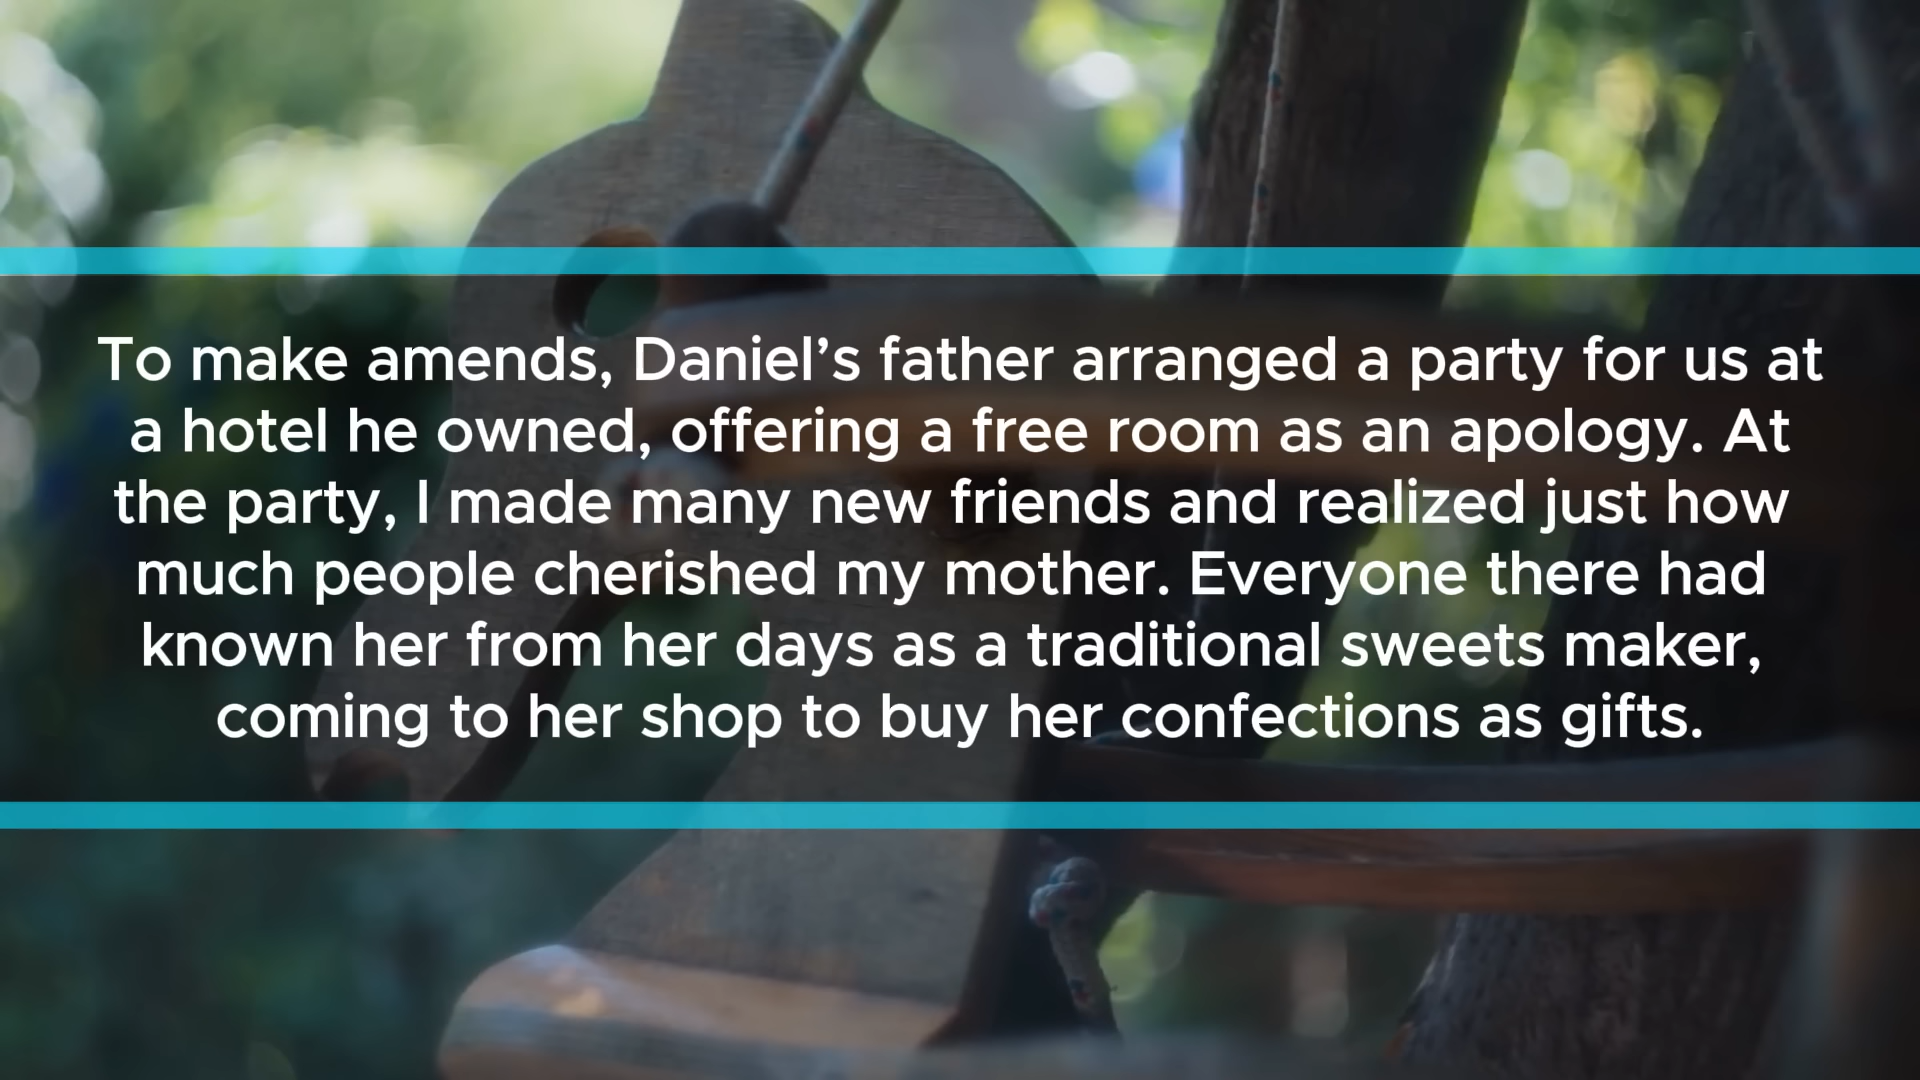 To make amends, Daniel’s father arranged a party for us at
a hotel he owned, offering a free room as an apology. At
the party, I made many new friends and realized just how
much people cherished my mother. Everyone there had
known her from her days as a traditional sweets maker,
coming to her shop to buy her confections as gifts.